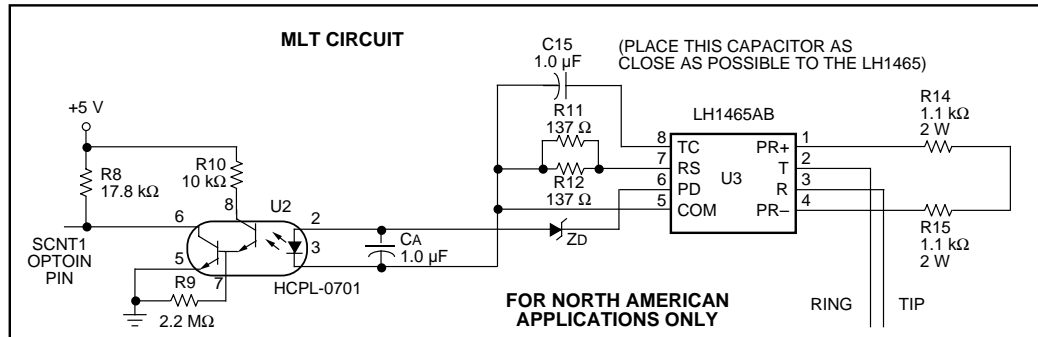 MLT CIRCUIT
C15
1.0 µF
(PLACE THIS CAPACITOR AS
CLOSE AS POSSIBLE TO THE LH1465)
+5 V
R8
17.8 kΩ
R10
10 kΩ
R11
137 Ω
R12
137 Ω
LH1465AB
U3
8 TC PR+ 1
7 RS T 2
6 PD R 3
5 COM PR– 4
R14
1.1 kΩ
2 W
R15
1.1 kΩ
2 W
SCNT1
OPTOIN
PIN
6
8
U2
2
3
5
7
R9
2.2 MΩ
HCPL-0701
CA
1.0 µF
ZD
FOR NORTH AMERICAN
APPLICATIONS ONLY
RING TIP